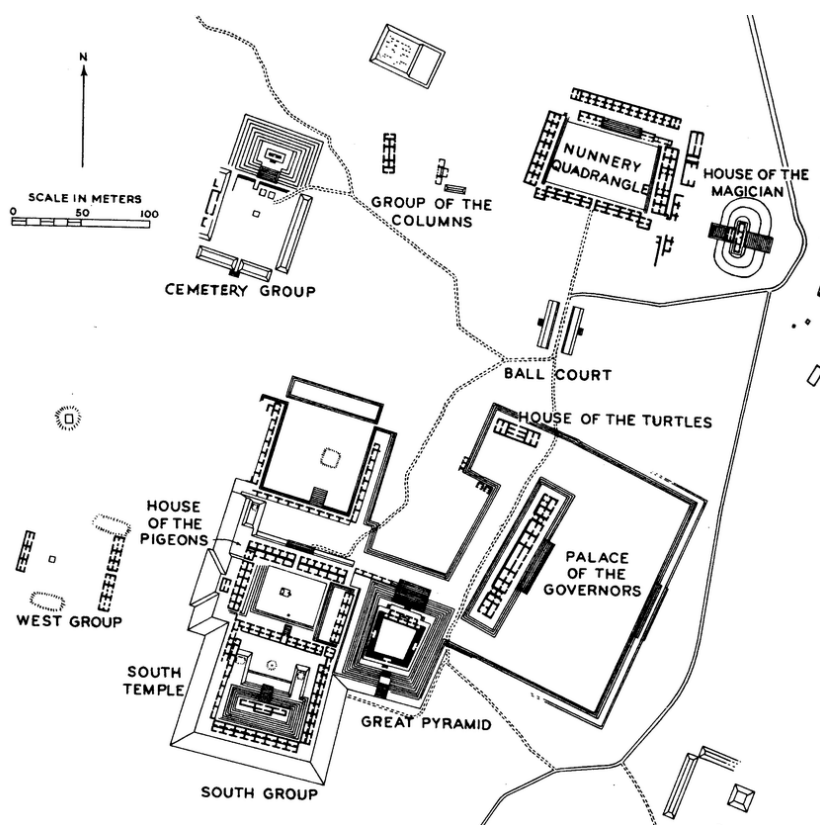 N
SCALE IN METERS
0 50 100
NUNNERY
QUADRANGLE
HOUSE OF THE
MAGICIAN
GROUP OF THE
COLUMNS
CEMETERY GROUP
BALL COURT
HOUSE OF THE TURTLES
HOUSE
OF THE
PIGEONS
PALACE
OF THE
GOVERNORS
WEST GROUP
SOUTH
TEMPLE
GREAT PYRAMID
SOUTH GROUP